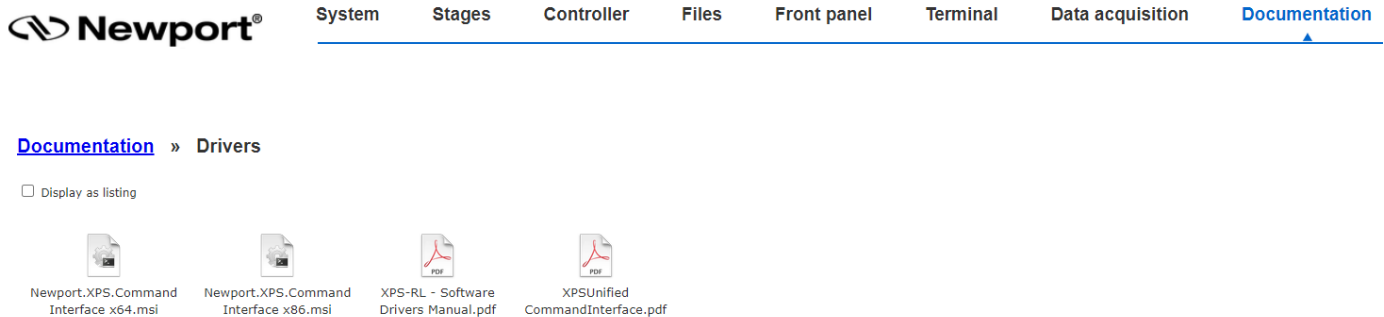 Newport®
System Stages Controller Files Front panel Terminal Data acquisition Documentation
Documentation » Drivers
Display as listing
PDF PDF
Newport.XPS.Command Newport.XPS.Command XPS-RL - Software XPSUnified
Interface x64.msi Interface x86.msi Drivers Manual.pdf CommandInterface.pdf